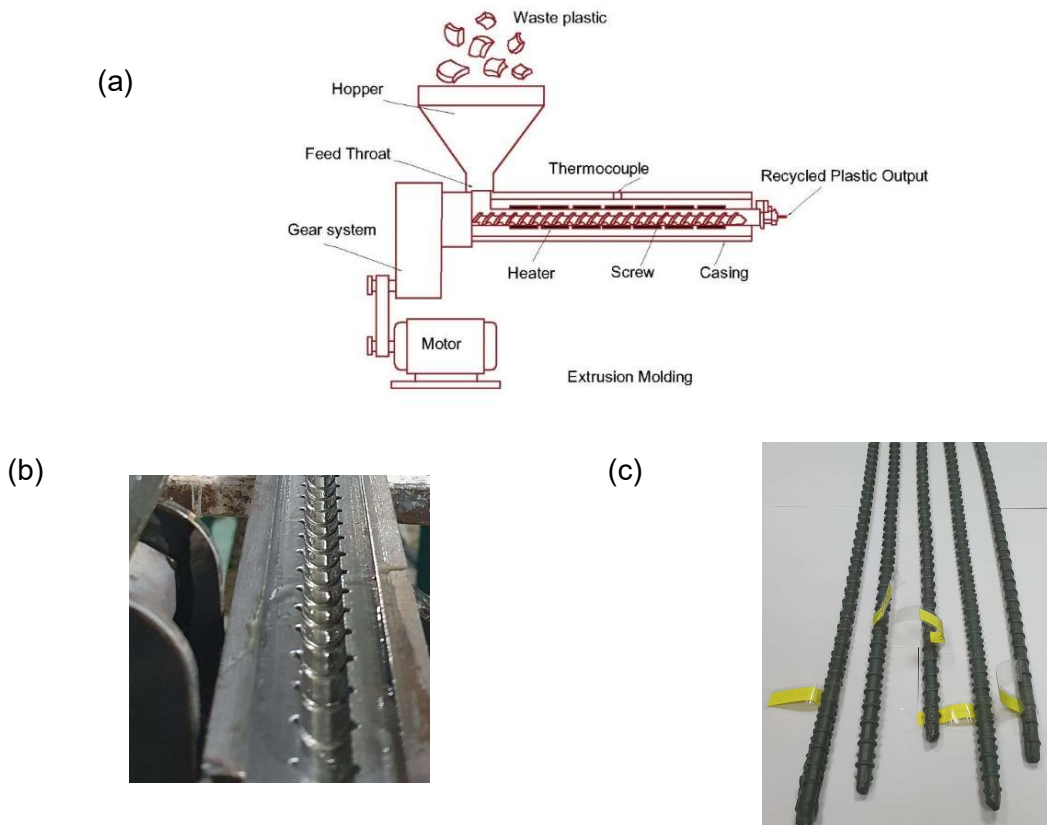 (a)
Waste plastic
Hopper
Feed Throat
Thermocouple
Recycled Plastic Output
Gear system
Heater
Screw
Casing
Motor
Extrusion Molding
(b)
(c)